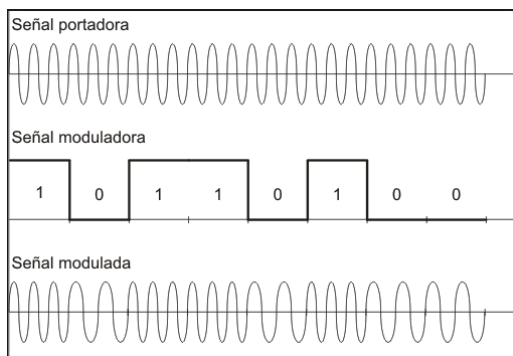 Señal portadora
Señal moduladora
1 0 1 1 0 1 0 0
Señal modulada